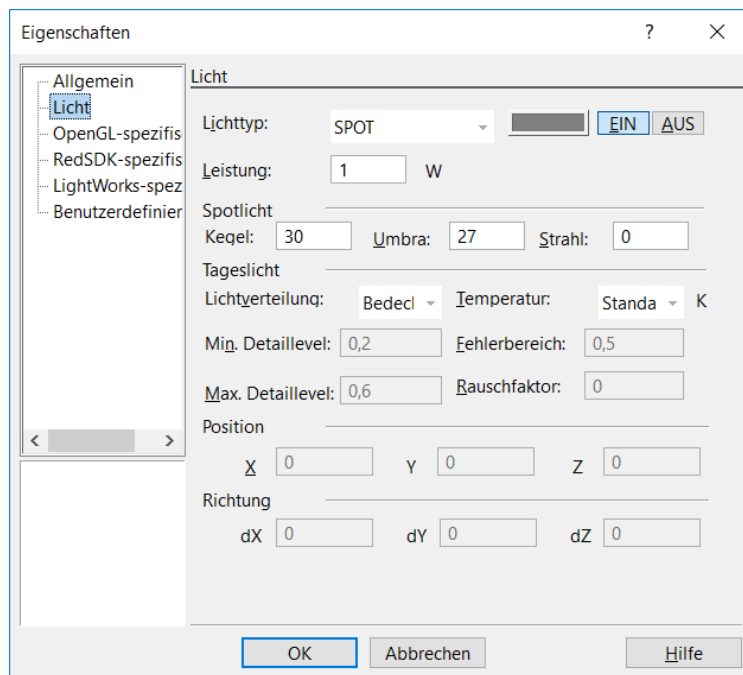 Eigenschaften ? ×
Allgemein
Licht
OpenGL-spezifis
RedSDK-spezifis
LightWorks-spez
Benutzerdefinier
Licht
Lichttyp: SPOT EIN AUS
Leistung: 1 W
Spotlicht
Kegel: 30 Umbra: 27 Strahl: 0
Tageslicht
Lichtverteilung: Bedecl Temperatur: Standa K
Min. Detaillevel: 0,2 Fehlerbereich: 0,5
Max. Detaillevel: 0,6 Rauschfaktor: 0
Position
X 0 Y 0 Z 0
Richtung
dX 0 dY 0 dZ 0
OK Abbrechen Hilfe